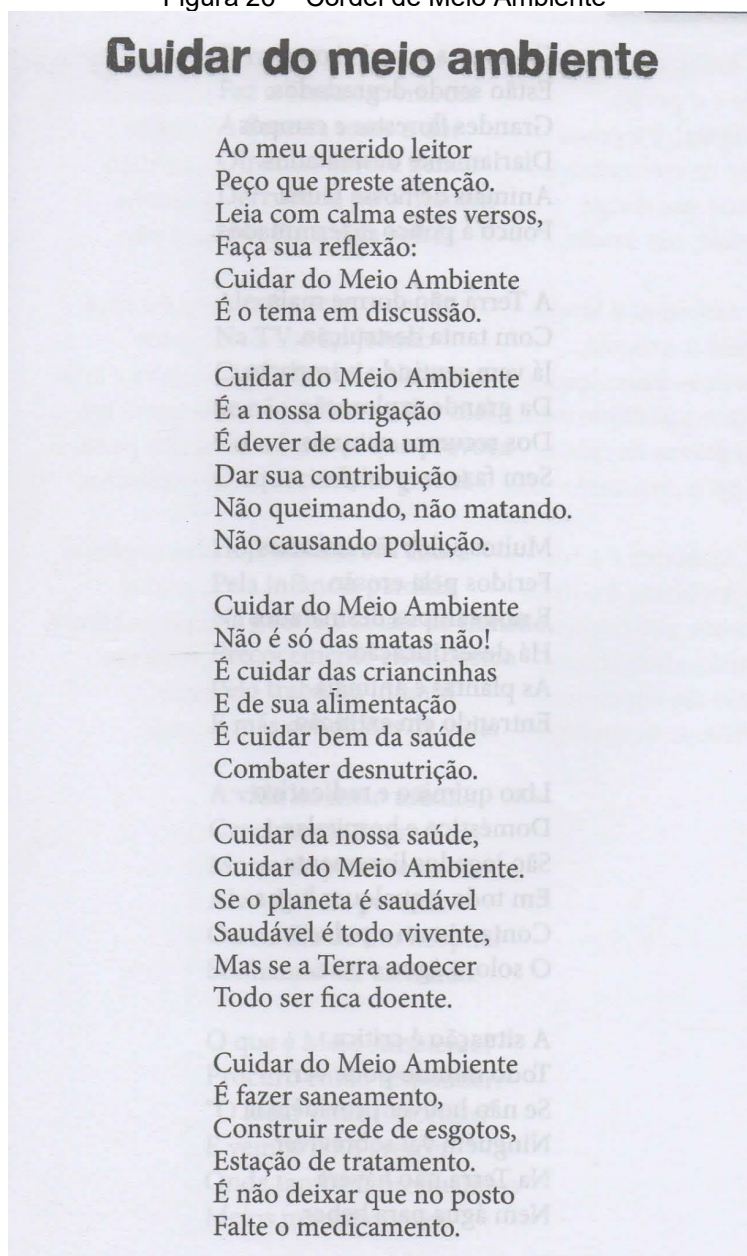 Figura 26 – Cordel de Meio Ambiente
Cuidar do meio ambiente
Ao meu querido leitor
Peço que preste atenção.
Leia com calma estes versos,
Faça sua reflexão:
Cuidar do Meio Ambiente
É o tema em discussão.
Cuidar do Meio Ambiente
É a nossa obrigação
É dever de cada um
Dar sua contribuição
Não queimando, não matando.
Não causando poluição.
Cuidar do Meio Ambiente
Não é só das matas não!
É cuidar das criancinhas
E de sua alimentação
É cuidar bem da saúde
Combater desnutrição.
Cuidar da nossa saúde,
Cuidar do Meio Ambiente.
Se o planeta é saudável
Saudável é todo vivente,
Mas se a Terra adoecer
Todo ser fica doente.
Cuidar do Meio Ambiente
É fazer saneamento,
Construir rede de esgotos,
Estação de tratamento.
É não deixar que no posto
Falte o medicamento.